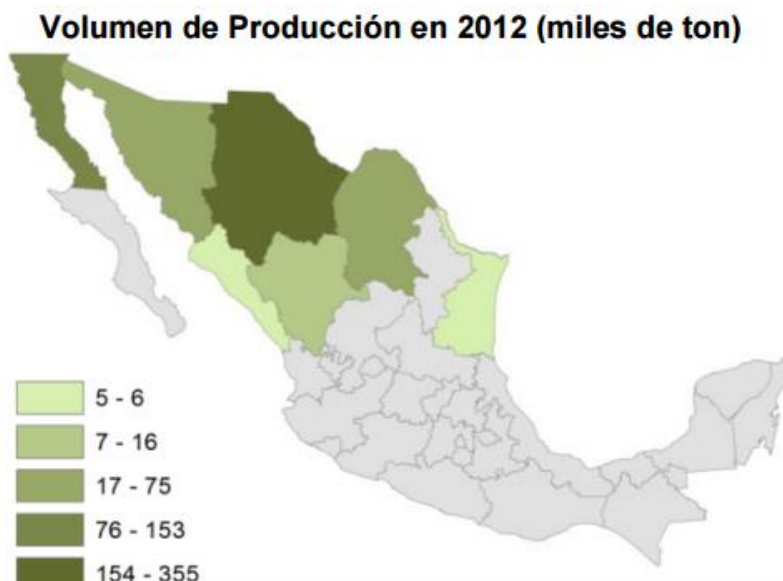 Volumen de Producción en 2012 (miles de ton)
5 - 6
7 - 16
17 - 75
76 - 153
154 - 355